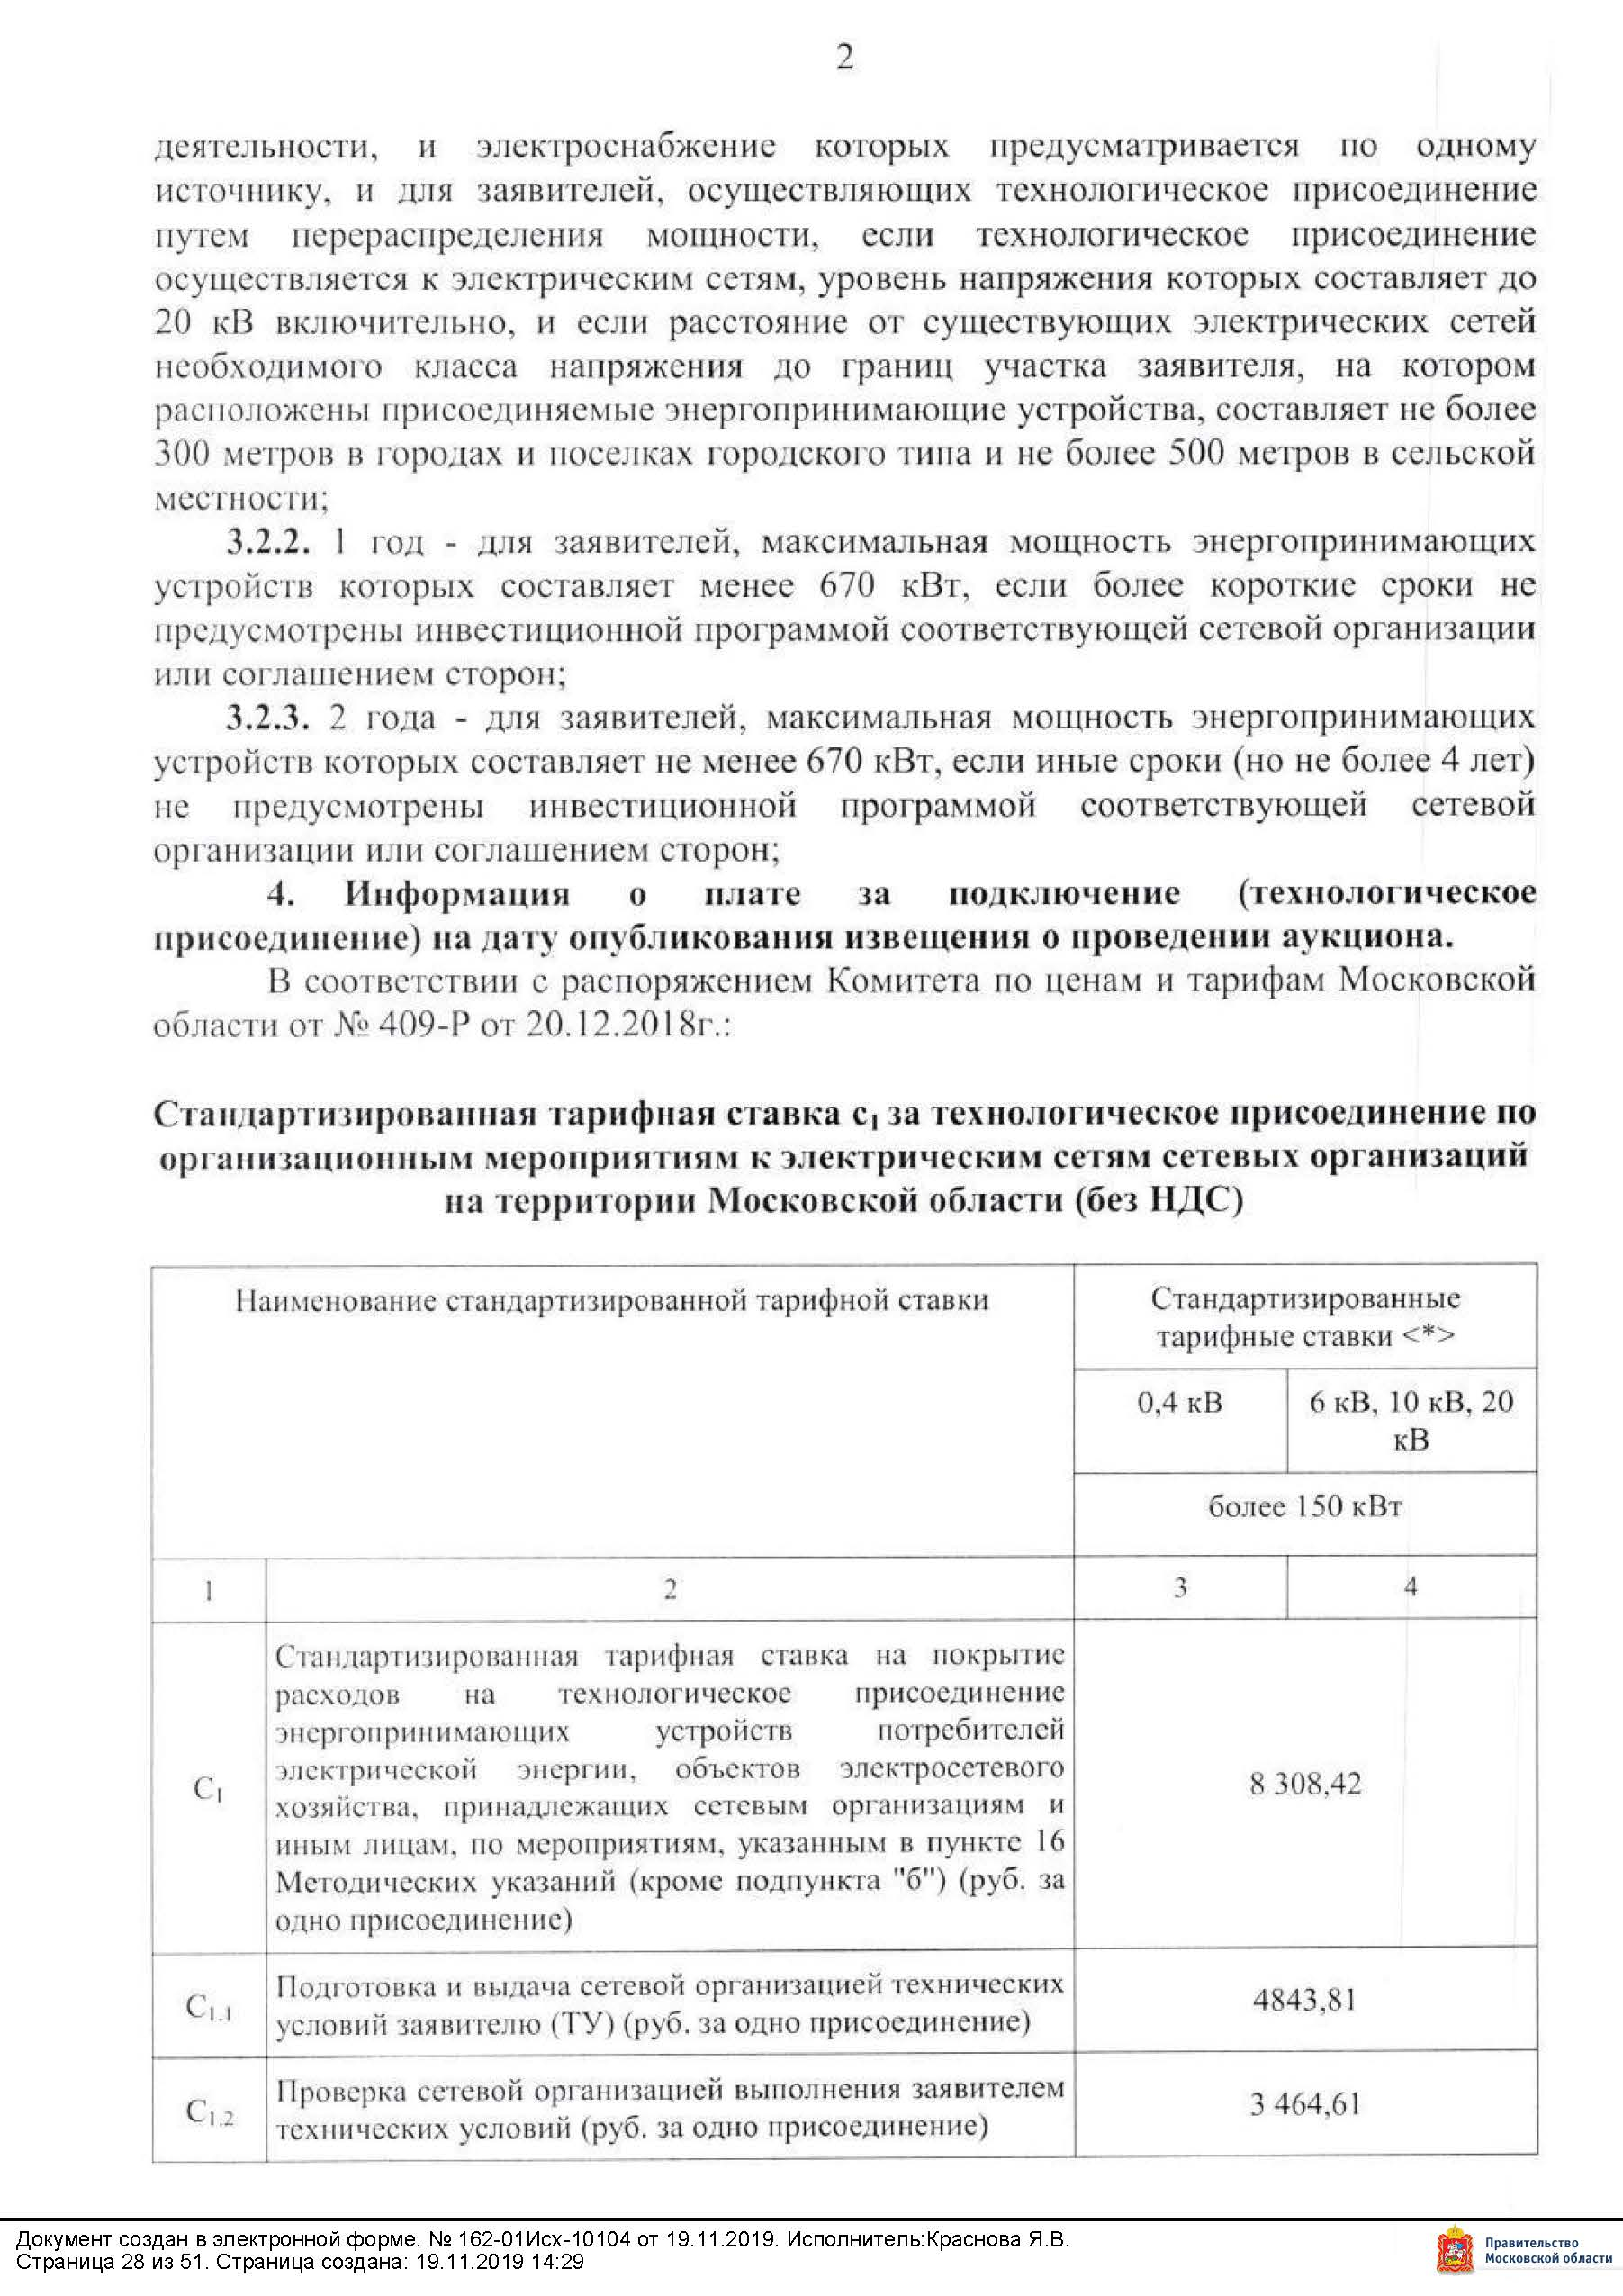 2
деятельности, и электроснабжение которых предусматривается по одному
источнику, и для заявителей, осуществляющих технологическое присоединение
путем перераспределения мощности, если технологическое присоединение
осуществляется к электрическим сетям, уровень напряжения которых составляет до
20 кВ включительно, и если расстояние от существующих электрических сетей
необходимого класса напряжения до границ участка заявителя, на котором
расположены присоединяемые энергопринимающие устройства, составляет не более
300 метров в городах и поселках городского типа и не более 500 метров в сельской
местности;
3.2.2. 1 год - для заявителей, максимальная мощность энергопринимающих
устройств которых составляет менее 670 кВт, если более короткие сроки не
предусмотрены инвестиционной программой соответствующей сетевой организации
или соглашением сторон;
3.2.3. 2 года - для заявителей, максимальная мощность энергопринимающих
устройств которых составляет не менее 670 кВт, если иные сроки (но не более 4 лет)
не предусмотрены инвестиционной программой соответствующей сетевой
организации или соглашением сторон;
4. Информация о плате за подключение (технологическое
присоединение) на дату опубликования извещения о проведении аукциона.
В соответствии с распоряжением Комитета по ценам и тарифам Московской
области от № 409-Р от 20.12.2018г.:
Стандартизированная тарифная ставка с₁ за технологическое присоединение по
организационным мероприятиям к электрическим сетям сетевых организаций
на территории Московской области (без НДС)
Наименование стандартизированной тарифной ставки
Стандартизированные
тарифные ставки <*>
0,4 кВ
6 кВ, 10 кВ, 20
кВ
более 150 кВт
1 2 3 4
С₁
Стандартизированная тарифная ставка на покрытие
расходов на технологическое присоединение
энергопринимающих устройств потребителей
электрической энергии, объектов электросетевого
хозяйства, принадлежащих сетевым организациям и
иным лицам, по мероприятиям, указанным в пункте 16
Методических указаний (кроме подпункта "б") (руб. за
одно присоединение)
8 308,42
С₁.₁
Подготовка и выдача сетевой организацией технических
условий заявителю (ТУ) (руб. за одно присоединение)
4843,81
С₁.₂
Проверка сетевой организацией выполнения заявителем
технических условий (руб. за одно присоединение)
3 464,61
Документ создан в электронной форме. № 162-01Исх-10104 от 19.11.2019. Исполнитель:Краснова Я.В.
Страница 28 из 51. Страница создана: 19.11.2019 14:29
Правительство
Московской области